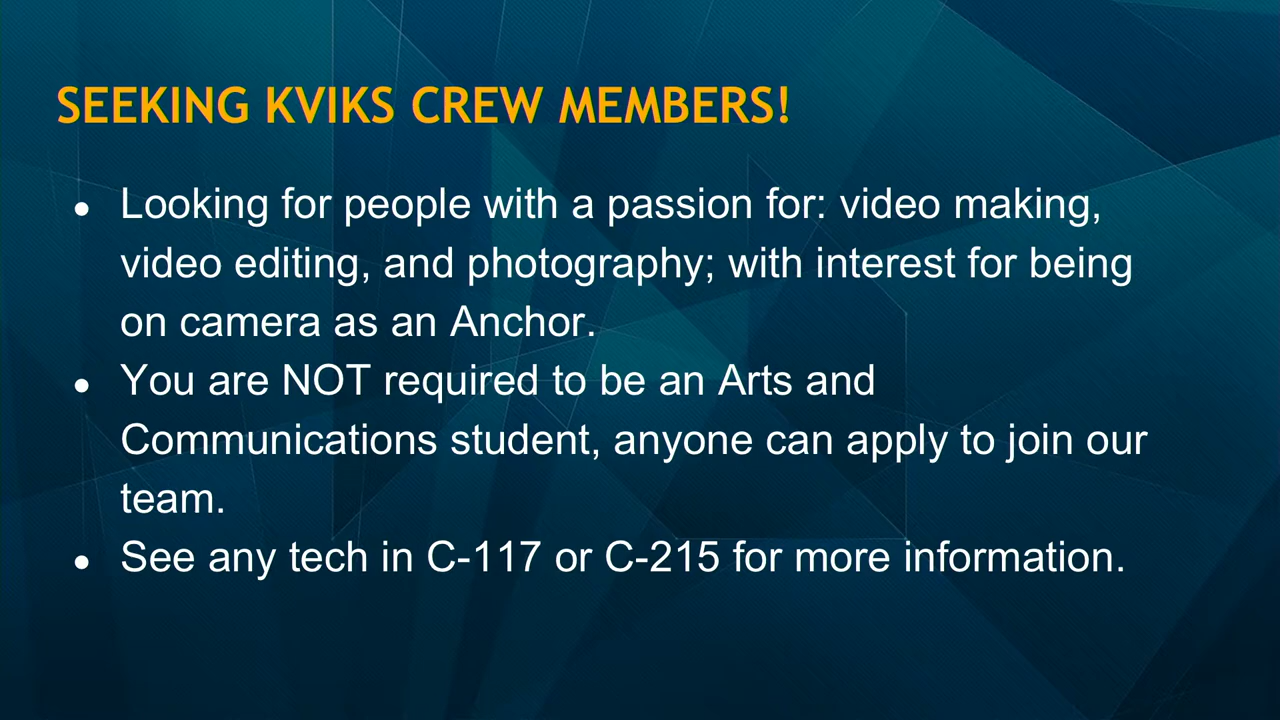 SEEKING KVIKS CREW MEMBERS!
● Looking for people with a passion for: video making,
video editing, and photography; with interest for being
on camera as an Anchor.
● You are NOT required to be an Arts and
Communications student, anyone can apply to join our
team.
● See any tech in C-117 or C-215 for more information.